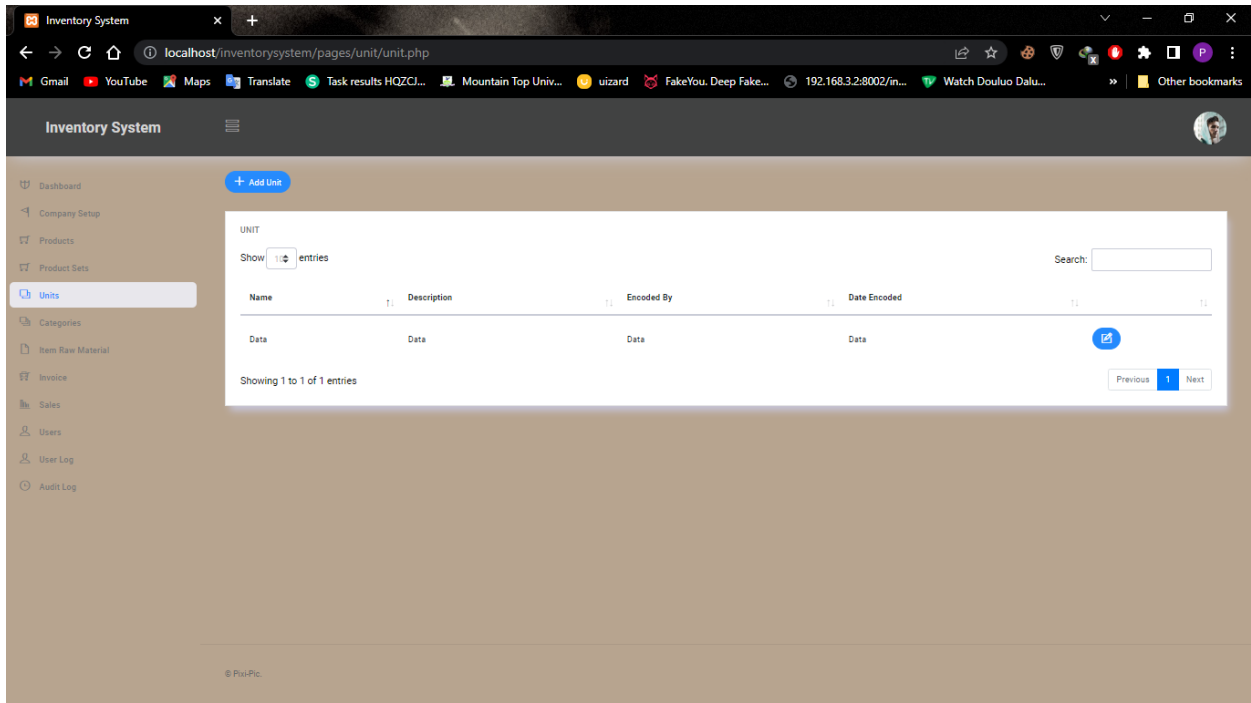 Inventory System
localhost/inventorysystem/pages/unit/unit.php
P
Gmail YouTube Maps Translate Task results HQZCJ... Mountain Top Univ... uizard FakeYou. Deep Fake... 192.168.3.2:8002/in... Watch Douluo Dalu... » Other bookmarks
Inventory System
Dashboard
+ Add Unit
Company Setup
Products
Product Sets
Units
Categories
Item Raw Material
Invoice
Sales
Users
User Log
Audit Log
UNIT
Show 10 entries
Search:
Name Description Encoded By Date Encoded
Data Data Data Data
Showing 1 to 1 of 1 entries
Previous 1 Next
© Pixi-Pic.